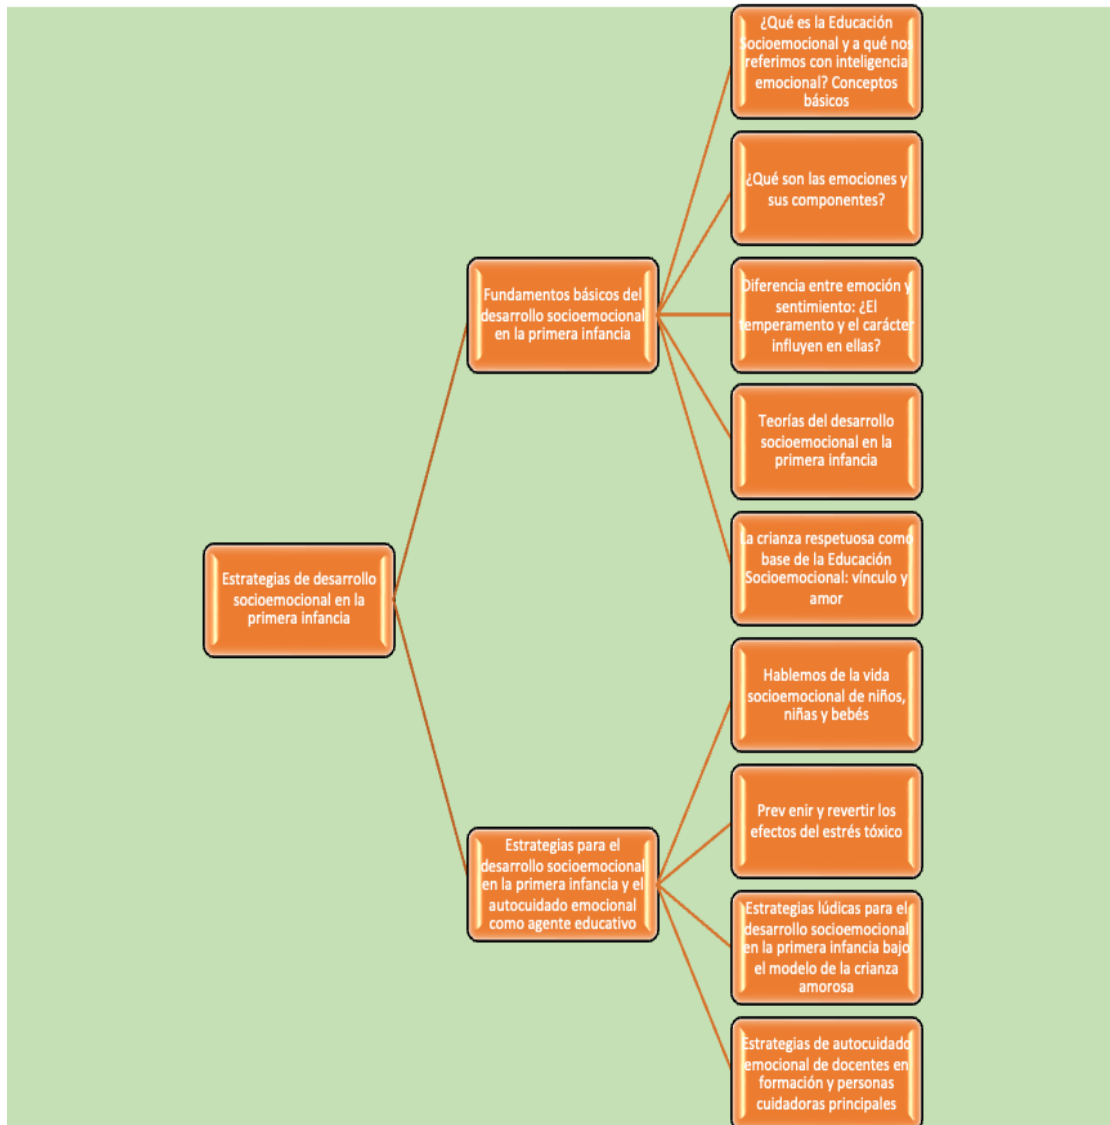 ¿Qué es la Educación
Socioemocional y a qué nos
referimos con inteligencia
emocional? Conceptos
básicos
¿Qué son las emociones y
sus componentes?
Diferencia entre emoción y
sentimiento: ¿El
temperamento y el carácter
influyen en ellas?
Fundamentos básicos del
desarrollo socioemocional
en la primera infancia
Teorías del desarrollo
socioemocional en la
primera infancia
La crianza respetuosa como
base de la Educación
Socioemocional: vínculo y
amor
Estrategias de desarrollo
socioemocional en la
primera infancia
Hablemos de la vida
socioemocional de niños,
niñas y bebés
Prev enir y revertir los
efectos del estrés tóxico
Estrategias para el
desarrollo socioemocional
en la primera infancia y el
autocuidado emocional
como agente educativo
Estrategias lúdicas para el
desarrollo socioemocional
en la primera infancia bajo
el modelo de la crianza
amorosa
Estrategias de autocuidado
emocional de docentes en
formación y personas
cuidadoras principales